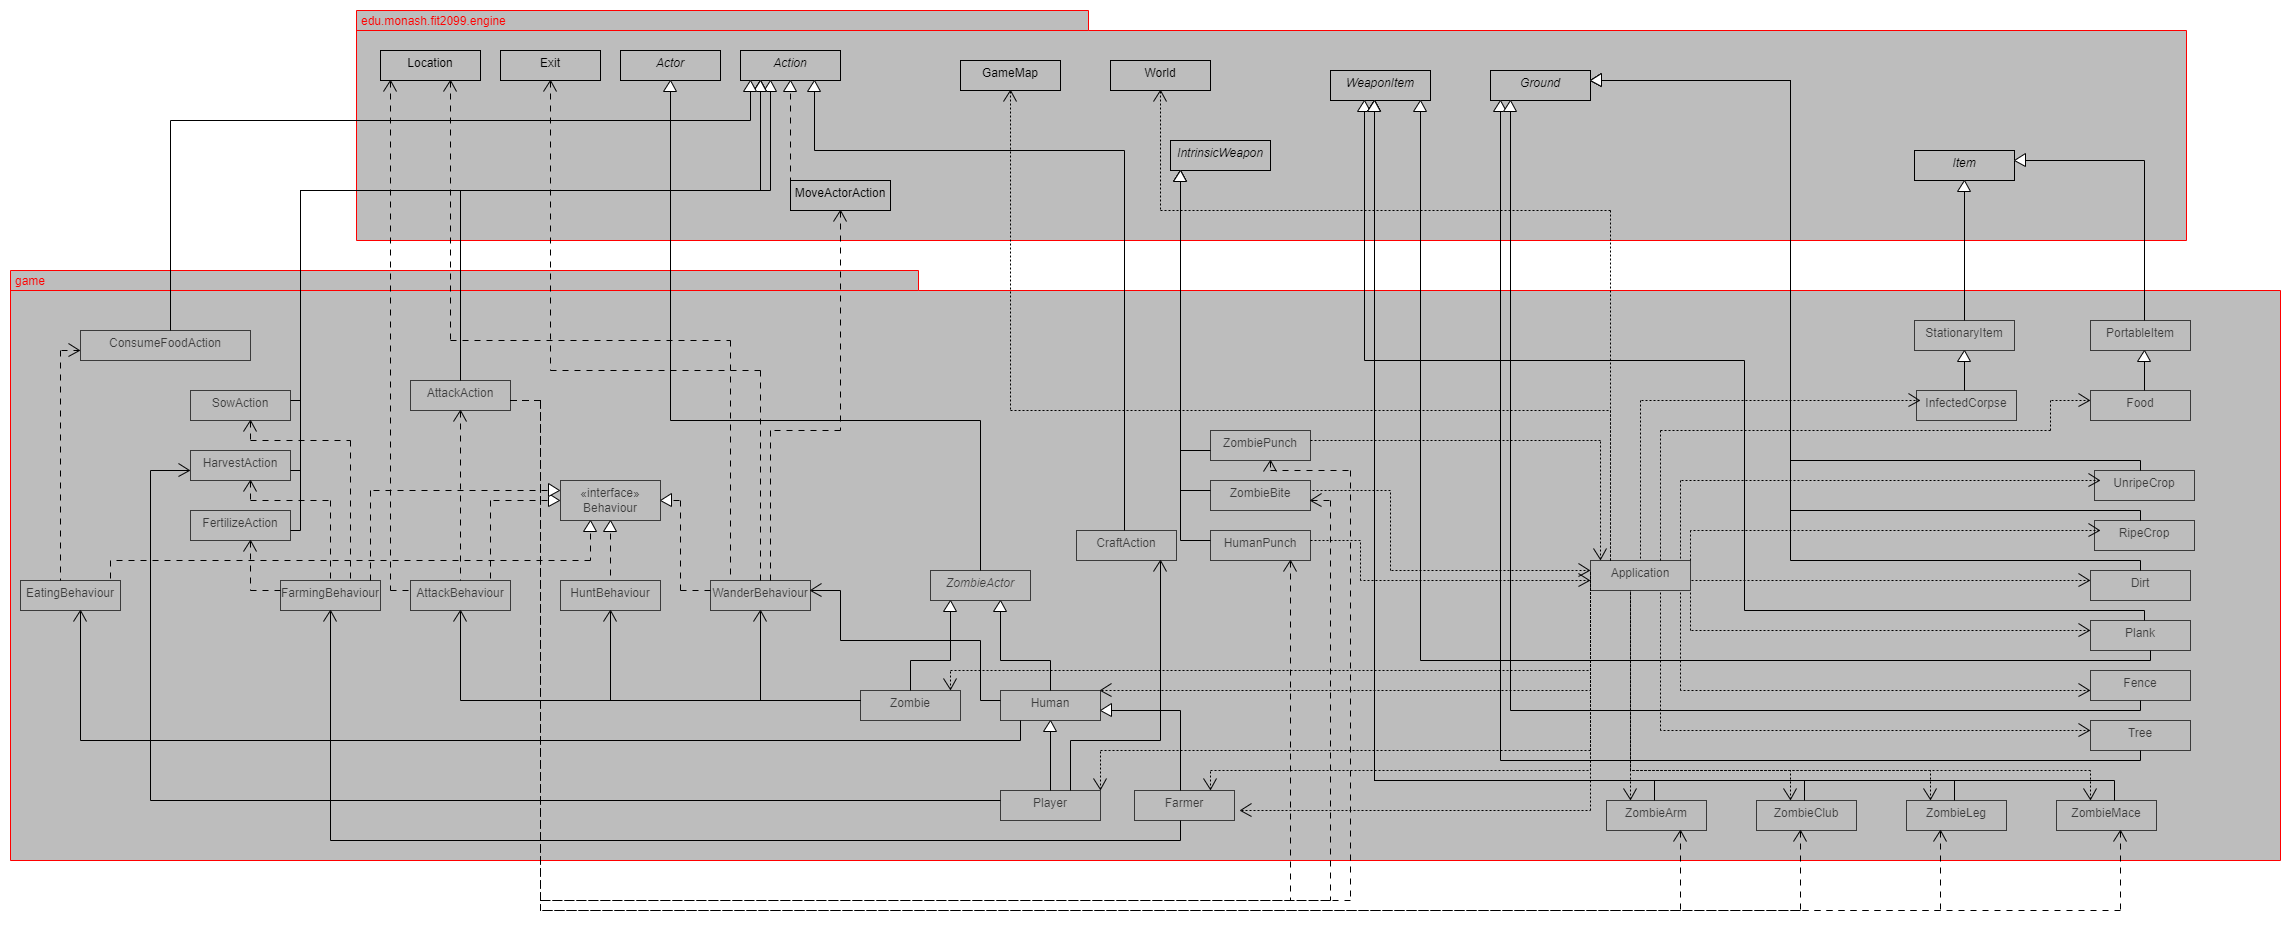 edu.monash.fit2099.engine
Location
Exit
Actor
Action
GameMap
World
WeaponItem
Ground
IntrinsicWeapon
Item
MoveActorAction
game
ConsumeFoodAction
StationaryItem
PortableItem
AttackAction
SowAction
InfectedCorpse
Food
HarvestAction
ZombiePunch
«interface»
Behaviour
ZombieBite
UnripeCrop
FertilizeAction
CraftAction
HumanPunch
RipeCrop
Application
ZombieActor
Dirt
EatingBehaviour
FarmingBehaviour
AttackBehaviour
HuntBehaviour
WanderBehaviour
Plank
Zombie
Human
Fence
Tree
Player
Farmer
ZombieArm
ZombieClub
ZombieLeg
ZombieMace